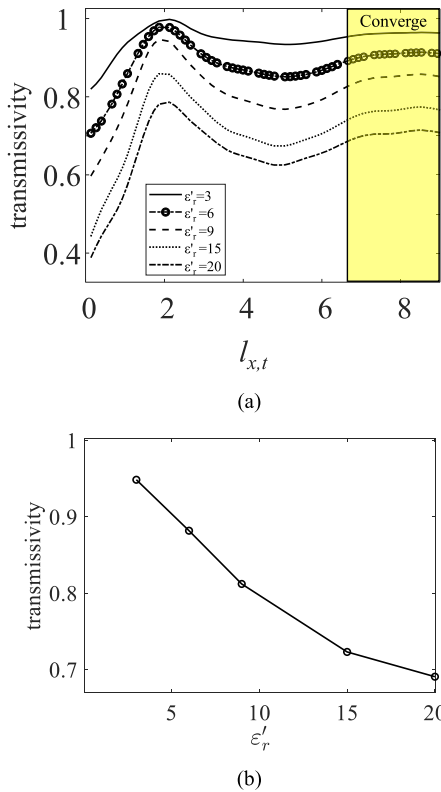 1
Converge
0.8
0.6
0.4
transmissivity
ε′r=3
ε′r=6
ε′r=9
ε′r=15
ε′r=20
0 2 4 6 8
lx,t
(a)
1
0.9
0.8
0.7
transmissivity
5 10 15 20
ε′r
(b)